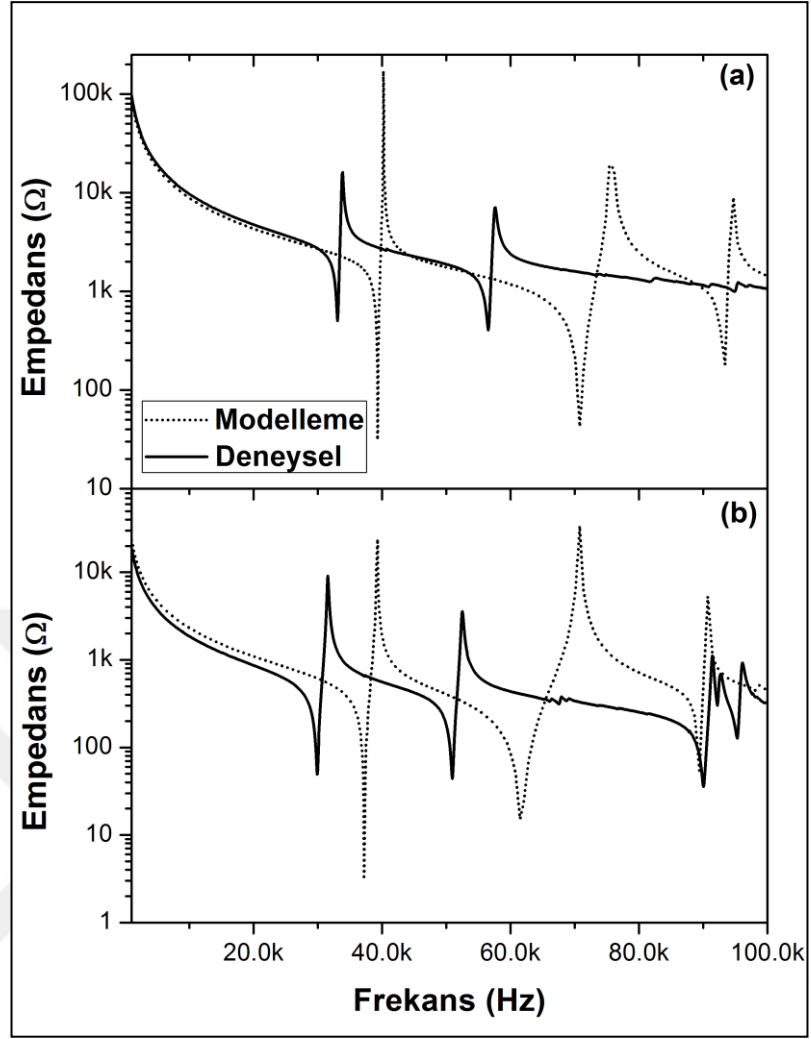 (a)
100k
10k
1k
100
10
Empedans (Ω)
Modelleme
Deneysel
(b)
10k
1k
100
10
1
Empedans (Ω)
20.0k 40.0k 60.0k 80.0k 100.0k
Frekans (Hz)